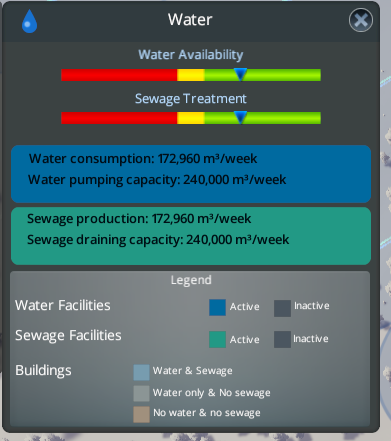 Water
Water Availability
Sewage Treatment
Water consumption: 172,960 m³/week
Water pumping capacity: 240,000 m³/week
Sewage production: 172,960 m³/week
Sewage draining capacity: 240,000 m³/week
Legend
Water Facilities Active Inactive
Sewage Facilities Active Inactive
Buildings Water & Sewage
Water only & No sewage
No water & no sewage